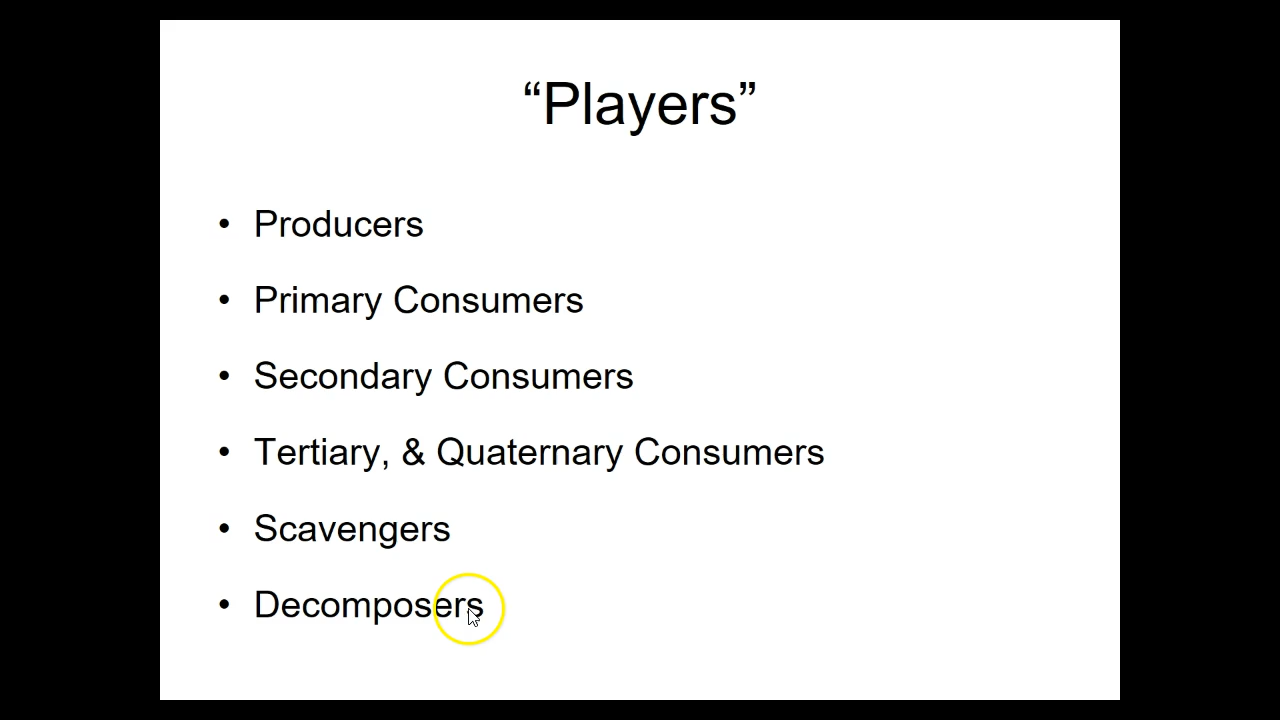 “Players”
• Producers
• Primary Consumers
• Secondary Consumers
• Tertiary, & Quaternary Consumers
• Scavengers
• Decomposers